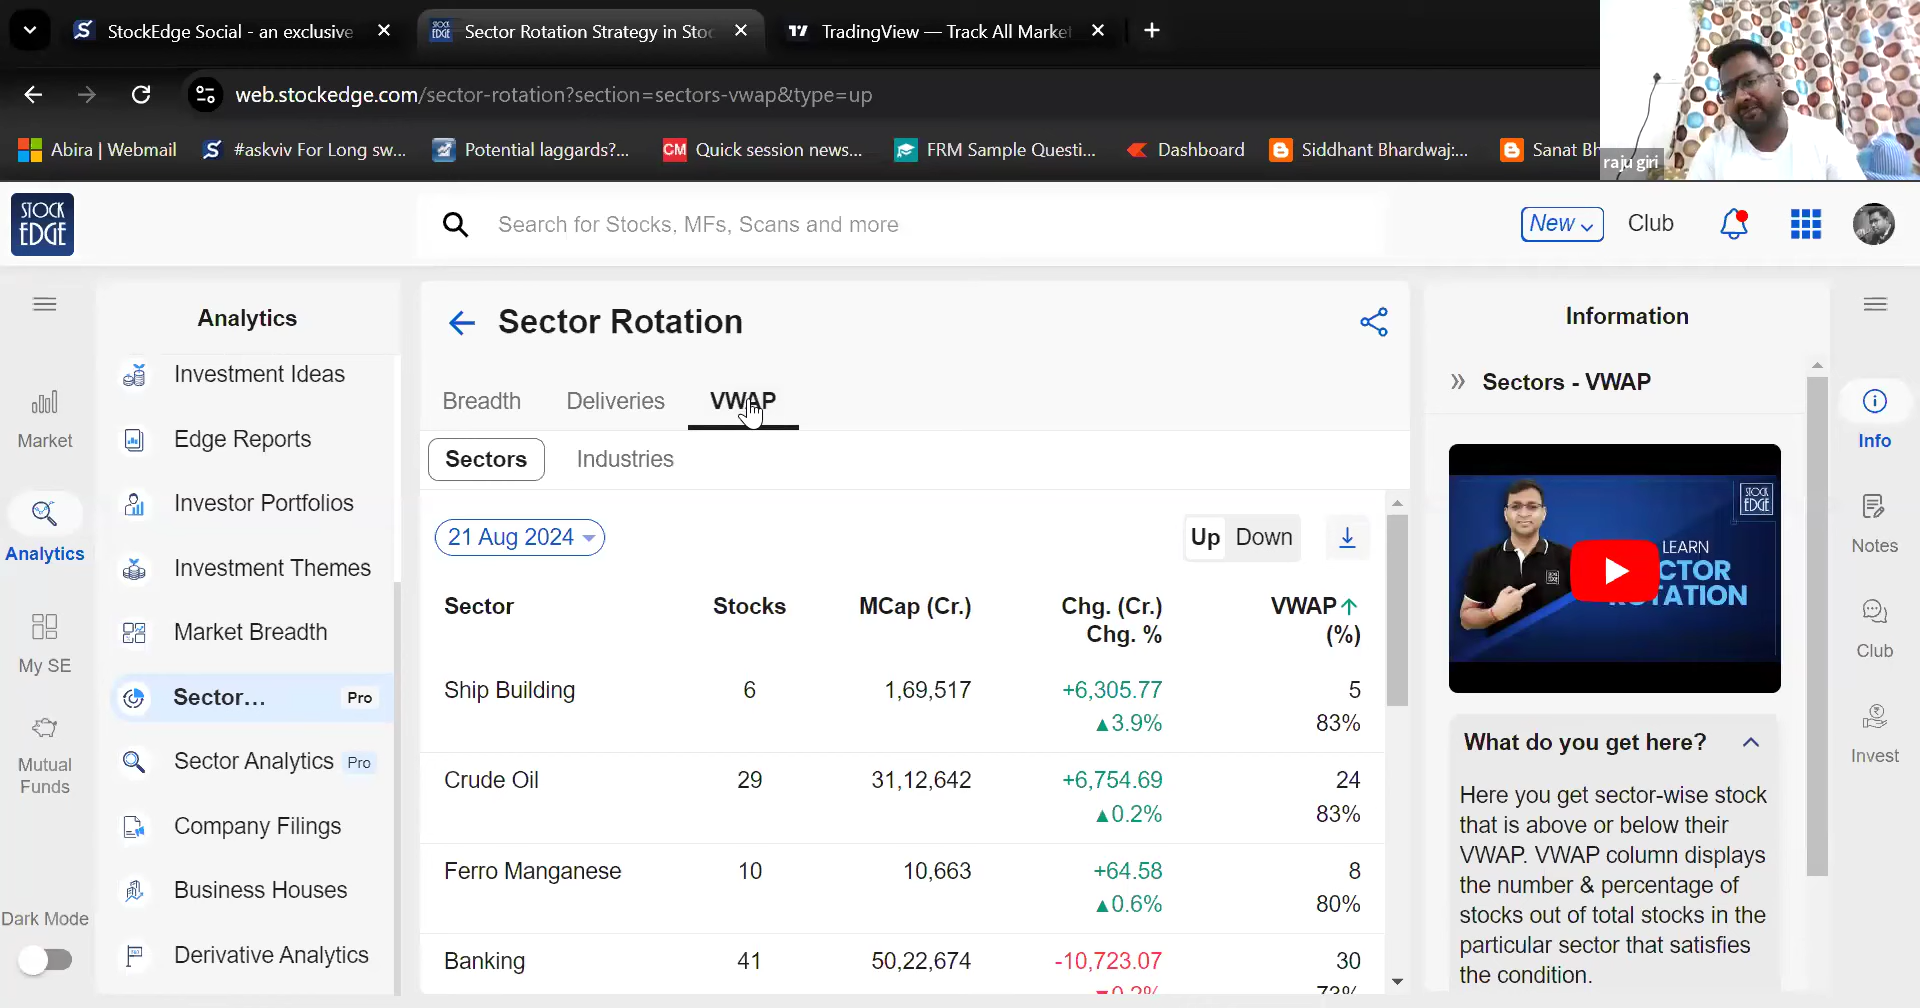 StockEdge Social - an exclusive
Sector Rotation Strategy in Stoc
TradingView — Track All Market
web.stockedge.com/sector-rotation?section=sectors-vwap&type=up
Abira | Webmail
#askviv For Long sw...
Potential laggards?...
CM
Quick session news...
FRM Sample Questi...
Dashboard
Siddhant Bhardwaj:...
Sanat Bh
raju giri
STOCK
EDGE
Search for Stocks, MFs, Scans and more
New
Club
Analytics
Investment Ideas
Edge Reports
Investor Portfolios
Investment Themes
Market Breadth
Sector...
Pro
Sector Analytics
Pro
Company Filings
Business Houses
Derivative Analytics
Market
Analytics
My SE
Mutual
Funds
Dark Mode
Sector Rotation
Breadth
Deliveries
VWAP
Sectors
Industries
21 Aug 2024
Up
Down
Sector
Stocks
MCap (Cr.)
Chg. (Cr.)
Chg. %
VWAP↑
(%)
Ship Building
6
1,69,517
+6,305.77
▲3.9%
5
83%
Crude Oil
29
31,12,642
+6,754.69
▲0.2%
24
83%
Ferro Manganese
10
10,663
+64.58
▲0.6%
8
80%
Banking
41
50,22,674
-10,723.07
▼0.2%
30
73%
Information
Sectors - VWAP
STOCK
EDGE
LEARN
CTOR
ROTATION
What do you get here?
Here you get sector-wise stock
that is above or below their
VWAP. VWAP column displays
the number & percentage of
stocks out of total stocks in the
particular sector that satisfies
the condition.
Info
Notes
Club
Invest